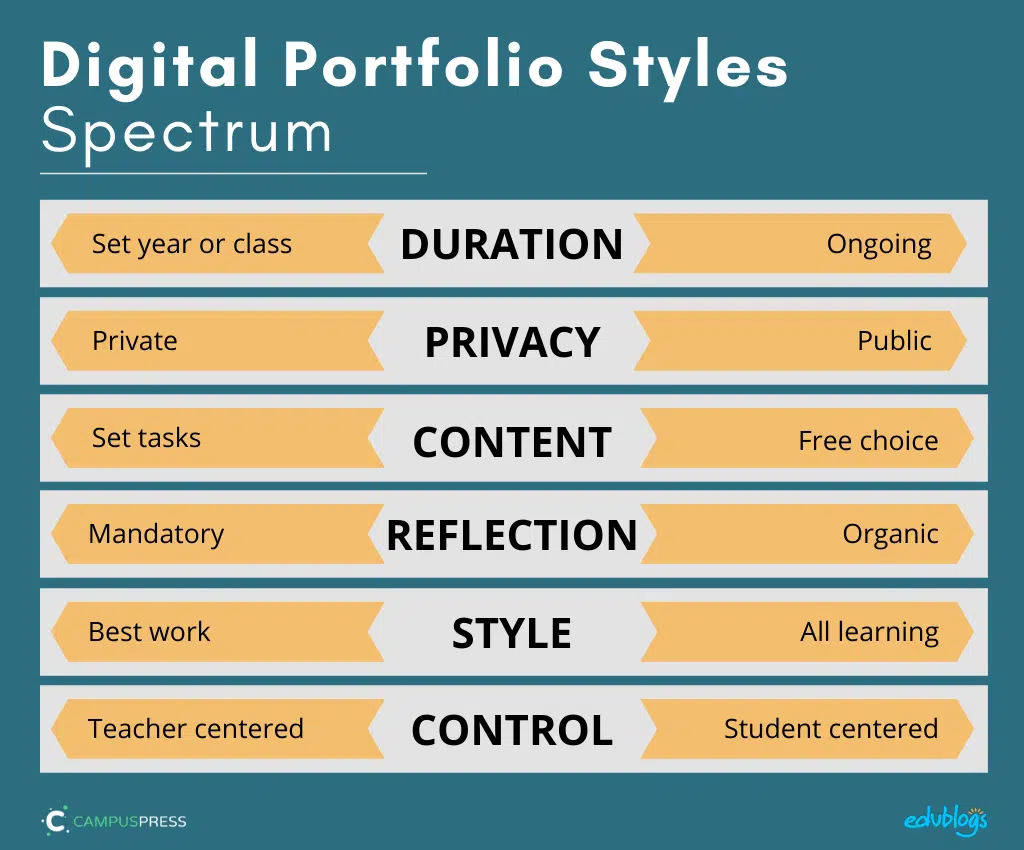 Digital Portfolio Styles
Spectrum
Set year or class DURATION Ongoing
Private PRIVACY Public
Set tasks CONTENT Free choice
Mandatory REFLECTION Organic
Best work STYLE All learning
Teacher centered CONTROL Student centered
C CAMPUSPRESS edublogs